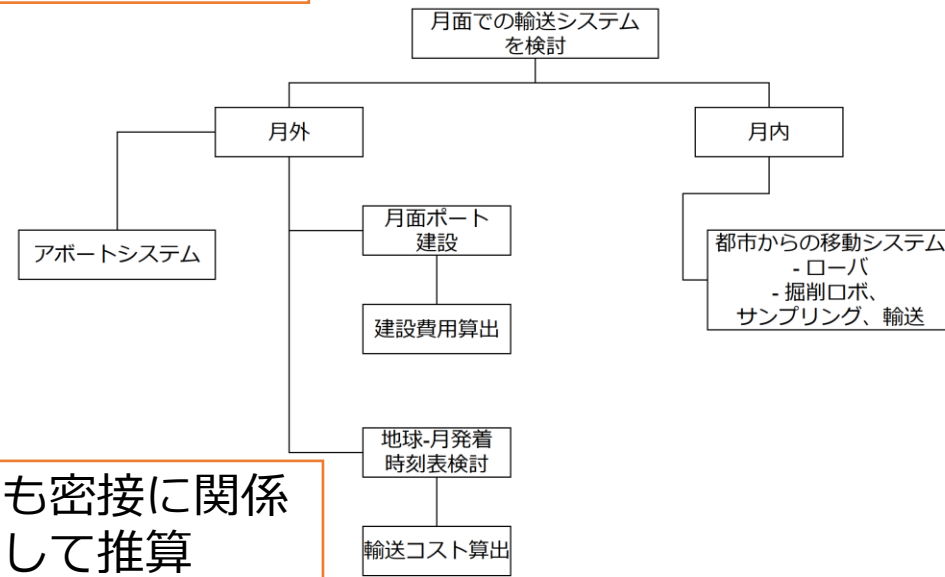 月面での輸送システム
を検討
月外
月内
アボートシステム
月面ポート
建設
都市からの移動システム
- ローバ
- 掘削ロボ、
サンプリング、輸送
建設費用算出
地球-月発着
時刻表検討
輸送コスト算出
も密接に関係
して推算